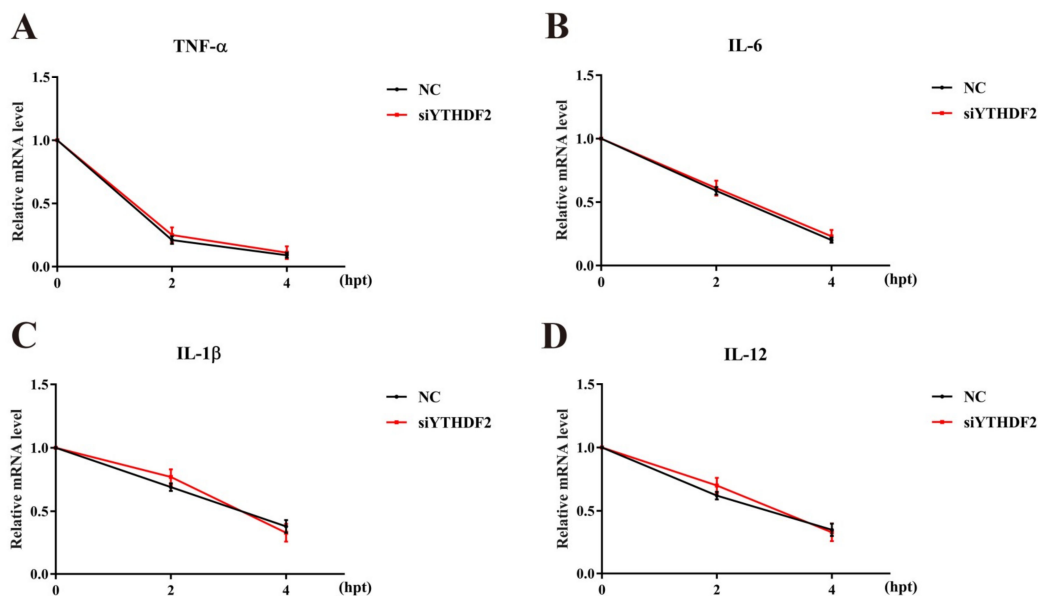 A
TNF-α
Relative mRNA level
1.5
1.0
0.5
0.0
0
2
4
(hpt)
NC
siYTHDF2
B
IL-6
Relative mRNA level
1.5
1.0
0.5
0.0
0
2
4
(hpt)
NC
siYTHDF2
C
IL-1β
Relative mRNA level
1.5
1.0
0.5
0.0
0
2
4
(hpt)
NC
siYTHDF2
D
IL-12
Relative mRNA level
1.5
1.0
0.5
0.0
0
2
4
(hpt)
NC
siYTHDF2